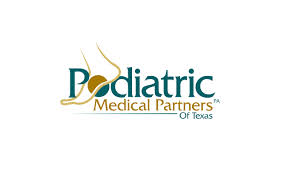 Podiatric
Medical Partners PA
Of Texas